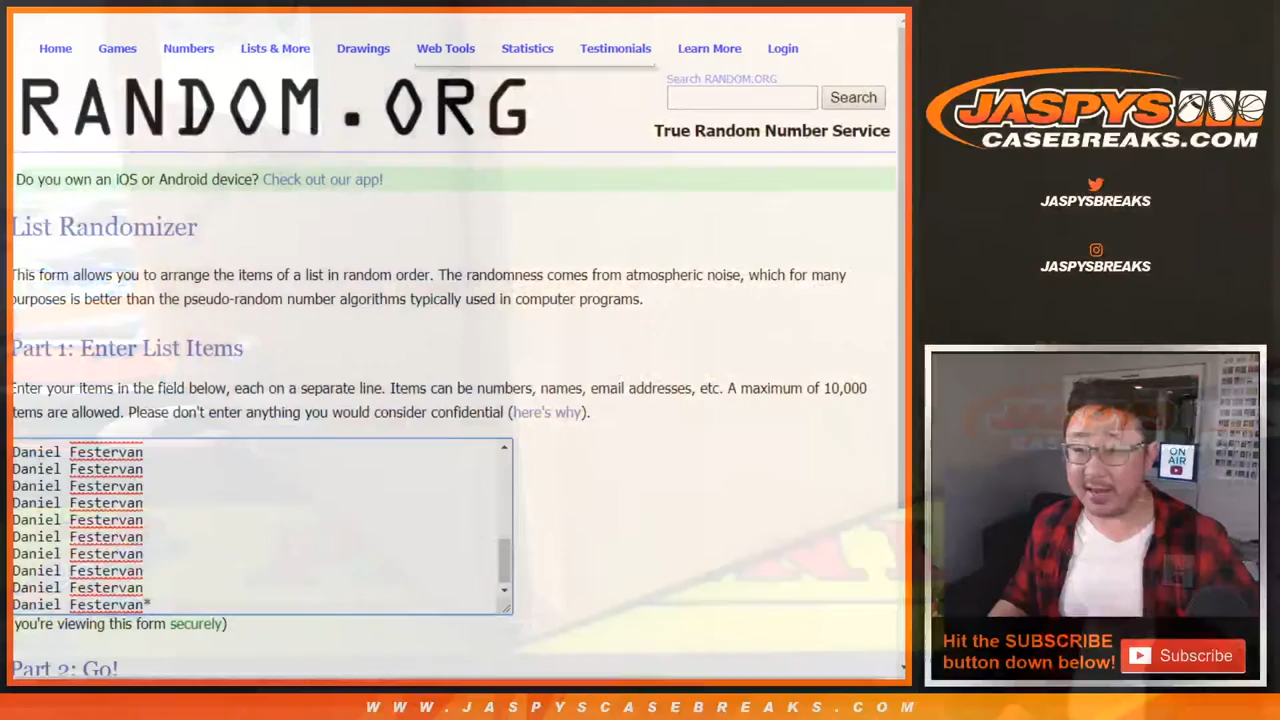 Home Games Numbers Lists & More Drawings Web Tools Statistics Testimonials Learn More Login
RANDOM.ORG
Search RANDOM.ORG
Search
True Random Number Service
Do you own an iOS or Android device? Check out our app!
List Randomizer
This form allows you to arrange the items of a list in random order. The randomness comes from atmospheric noise, which for many
purposes is better than the pseudo-random number algorithms typically used in computer programs.
Part 1: Enter List Items
Enter your items in the field below, each on a separate line. Items can be numbers, names, email addresses, etc. A maximum of 10,000
items are allowed. Please don't enter anything you would consider confidential (here's why).
Daniel Festervan
Daniel Festervan
Daniel Festervan
Daniel Festervan
Daniel Festervan
Daniel Festervan
Daniel Festervan
Daniel Festervan
Daniel Festervan
Daniel Festervan*
you're viewing this form securely)
Part 2: Go!
JASPYS
CASEBREAKS.COM
JASPYSBREAKS
JASPYSBREAKS
ON
AIR
Hit the SUBSCRIBE
button down below!
Subscribe
WWW.JASPYSCASEBREAKS.COM